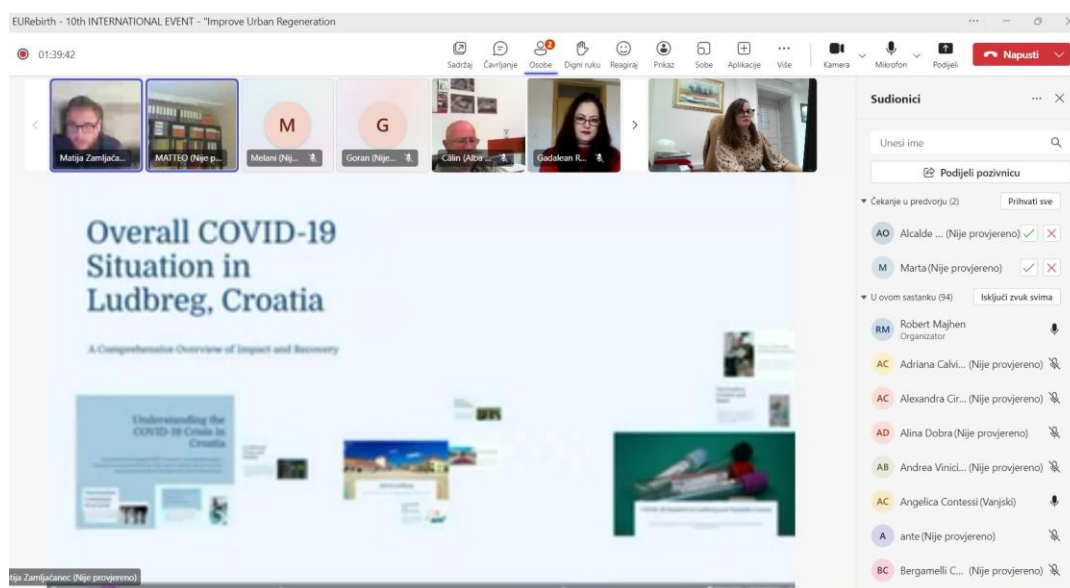 EURebirth - 10th INTERNATIONAL EVENT - "Improve Urban Regeneration
01:39:42
Sadržaj
Čavrljanje
2
Osobe
Digni ruku
Reagiraj
Prikaz
Sobe
Aplikacije
Više
Kamera
Mikrofon
Podijeli
Napusti
Matija Zamljača...
MATTEO (Nije p...
M
Melani (Nij...
G
Goran (Nije...
Călin (Alba ...
Gadalean R...
Overall COVID-19
Situation in
Ludbreg, Croatia
A Comprehensive Overview of Impact and Recovery
Understanding the
COVID-19 Crisis in
Croatia
tija Zamljačanec (Nije provjereno)
Sudionici
Unesi ime
Podijeli pozivnicu
Čekanje u predvorju (2)
Prihvati sve
AO Alcalde ... (Nije provjereno)
M Marta (Nije provjereno)
U ovom sastanku (94)
Isključi zvuk svima
RM Robert Majhen
Organizator
AC Adriana Calvi... (Nije provjereno)
AC Alexandra Cir... (Nije provjereno)
AD Alina Dobra (Nije provjereno)
AB Andrea Vinici... (Nije provjereno)
AC Angelica Contessi (Vanjski)
A ante (Nije provjereno)
BC Bergamelli C... (Nije provjereno)